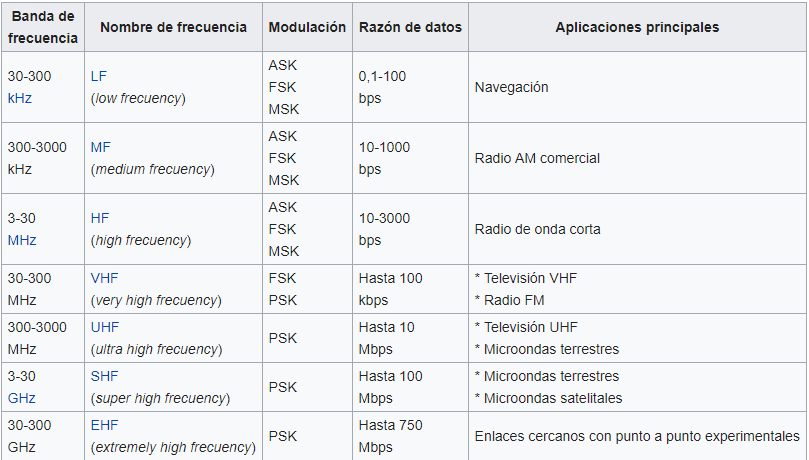 Banda de frecuencia | Nombre de frecuencia | Modulación | Razón de datos | Aplicaciones principales
30-300 kHz | LF (low frecuency) | ASK FSK MSK | 0,1-100 bps | Navegación
300-3000 kHz | MF (medium frecuency) | ASK FSK MSK | 10-1000 bps | Radio AM comercial
3-30 MHz | HF (high frecuency) | ASK FSK MSK | 10-3000 bps | Radio de onda corta
30-300 MHz | VHF (very high frecuency) | FSK PSK | Hasta 100 kbps | * Televisión VHF * Radio FM
300-3000 MHz | UHF (ultra high frecuency) | PSK | Hasta 10 Mbps | * Televisión UHF * Microondas terrestres
3-30 GHz | SHF (super high frecuency) | PSK | Hasta 100 Mbps | * Microondas terrestres * Microondas satelitales
30-300 GHz | EHF (extremely high frecuency) | PSK | Hasta 750 Mbps | Enlaces cercanos con punto a punto experimentales